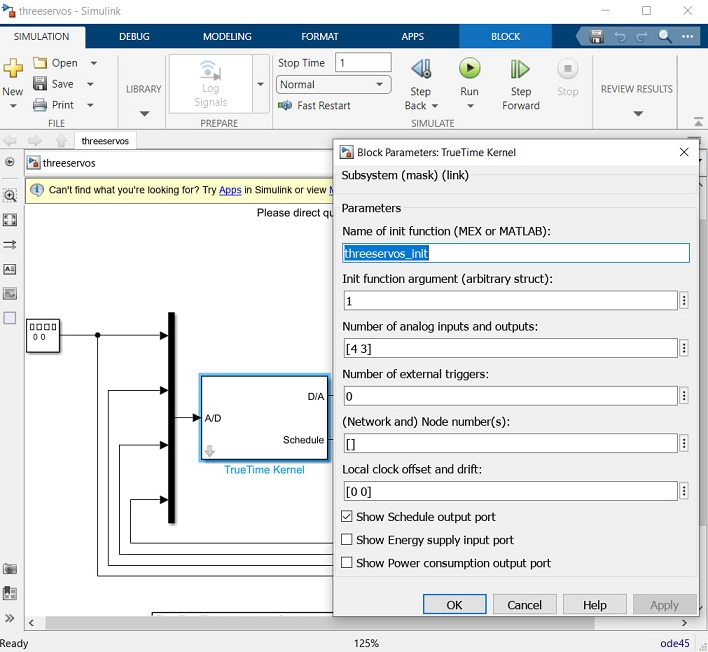 threeservos - Simulink
SIMULATION DEBUG MODELING FORMAT APPS BLOCK
New
Open
Save
Print
FILE
LIBRARY
Log
Signals
PREPARE
Stop Time 1
Normal
Fast Restart
Step
Back
Run
Step
Forward
Stop
SIMULATE
REVIEW RESULTS
threeservos
threeservos
Can't find what you're looking for? Try Apps in Simulink or view
Please direct
A/D
D/A
Schedule
TrueTime Kernel
Block Parameters: TrueTime Kernel
Subsystem (mask) (link)
Parameters
Name of init function (MEX or MATLAB):
threeservos_init
Init function argument (arbitrary struct):
1
Number of analog inputs and outputs:
[4 3]
Number of external triggers:
0
(Network and) Node number(s):
[]
Local clock offset and drift:
[0 0]
Show Schedule output port
Show Energy supply input port
Show Power consumption output port
OK Cancel Help Apply
Ready 125% ode45